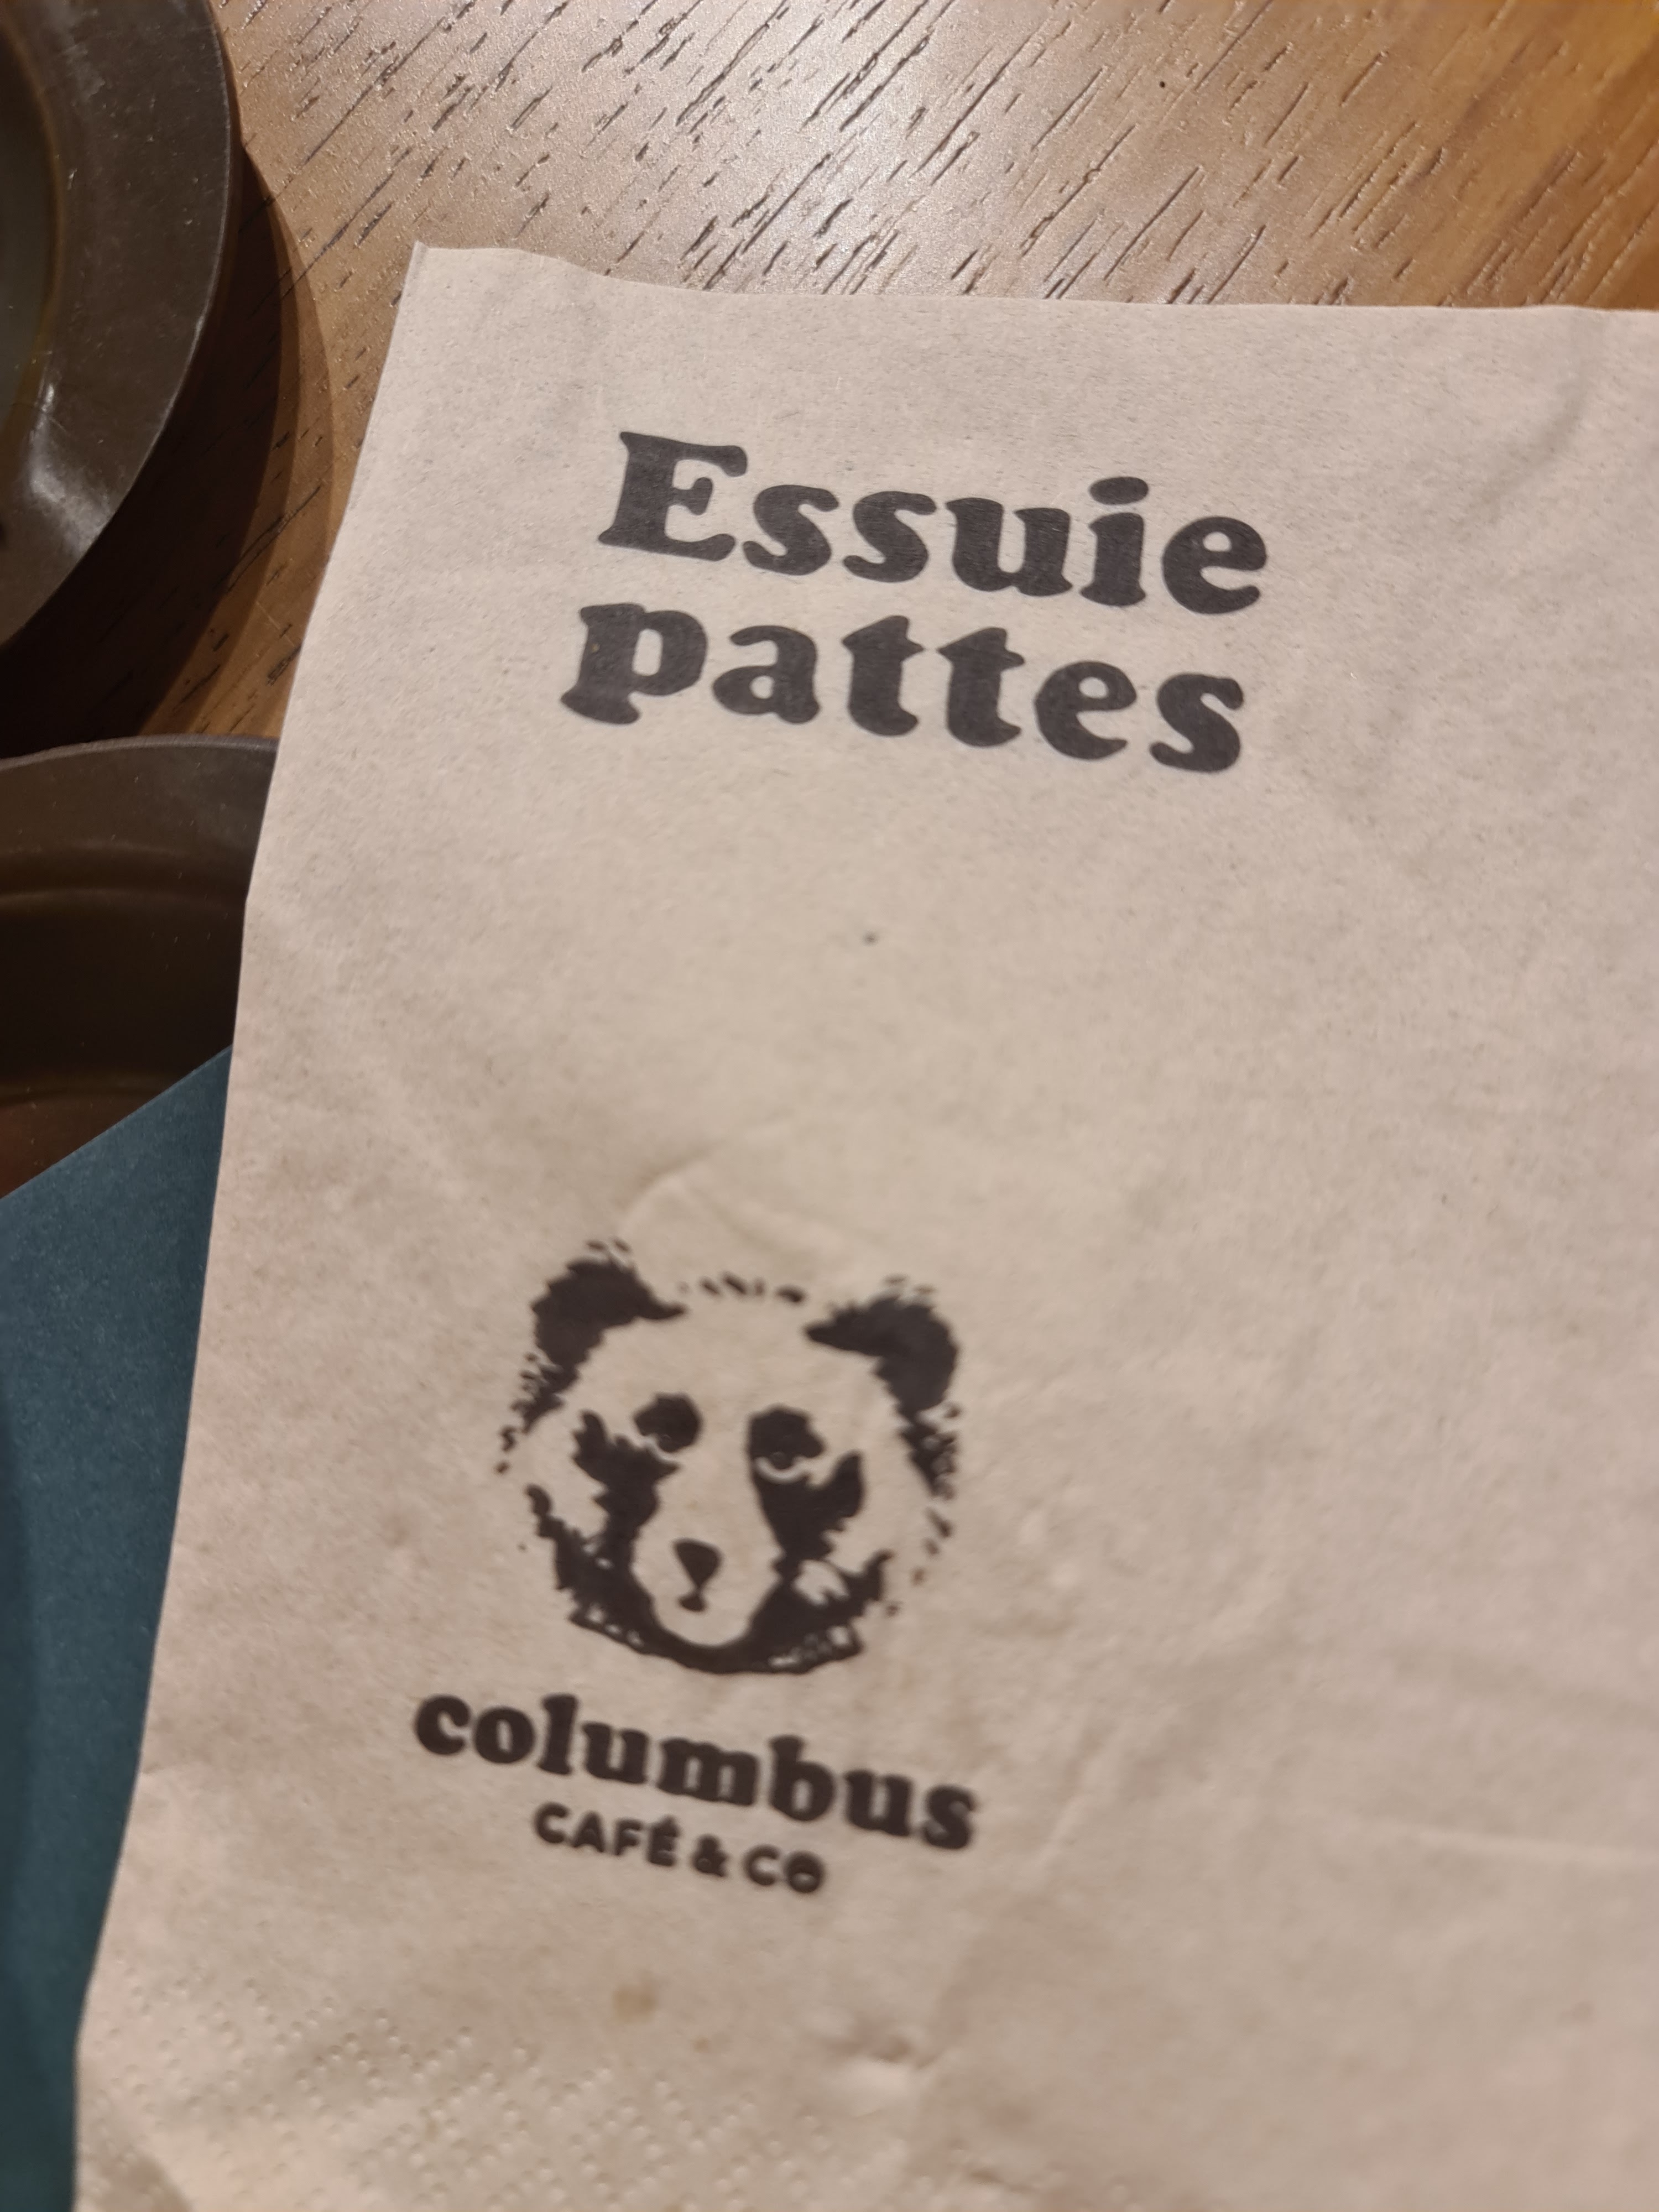 Essuie
pattes
columbus
CAFÉ & CO